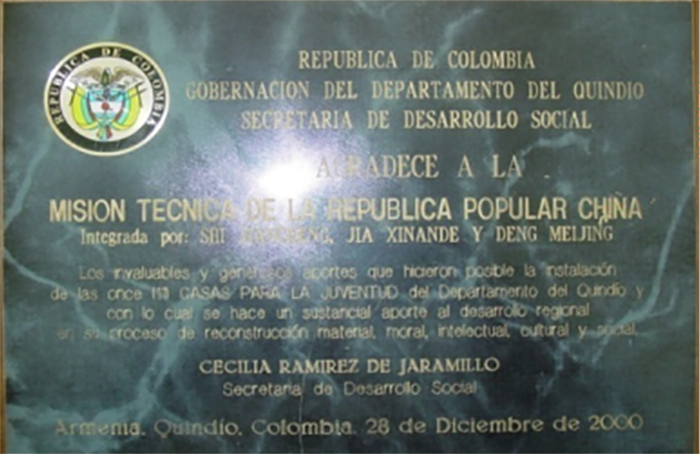 REPUBLICA DE COLOMBIA
REPUBLICA DE COLOMBIA
GOBERNACION DEL DEPARTAMENTO DEL QUINDIO
SECRETARIA DE DESARROLLO SOCIAL
AGRADECE A LA
MISION TECNICA DE LA REPUBLICA POPULAR CHINA
Integrada por: SHI JIA XINANDE Y DENG MEIJING
Los invaluables y generosos aportes que hicieron posible la instalación
de las once (11) CASAS PARA LA JUVENTUD del Departamento del Quindío y
con lo cual se hace un sustancial aporte al desarrollo regional
en su proceso de reconstrucción material, moral, intelectual, cultural y social.
CECILIA RAMIREZ DE JARAMILLO
Secretaria de Desarrollo Social
Armenia, Quindío, Colombia, 28 de Diciembre de 2000